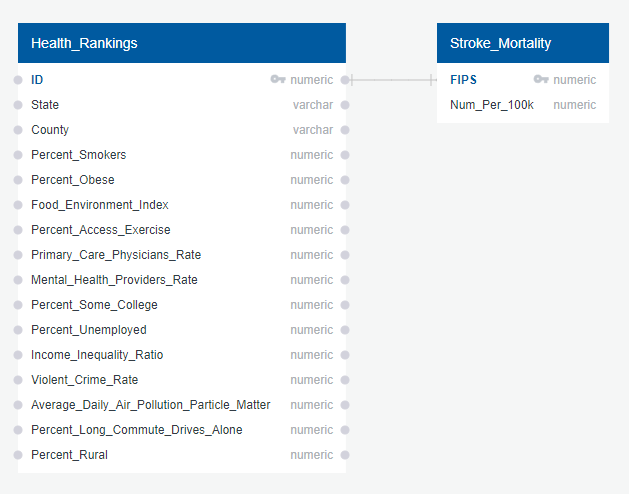 Health_Rankings
ID numeric
State varchar
County varchar
Percent_Smokers numeric
Percent_Obese numeric
Food_Environment_Index numeric
Percent_Access_Exercise numeric
Primary_Care_Physicians_Rate numeric
Mental_Health_Providers_Rate numeric
Percent_Some_College numeric
Percent_Unemployed numeric
Income_Inequality_Ratio numeric
Violent_Crime_Rate numeric
Average_Daily_Air_Pollution_Particle_Matter numeric
Percent_Long_Commute_Drives_Alone numeric
Percent_Rural numeric
Stroke_Mortality
FIPS numeric
Num_Per_100k numeric